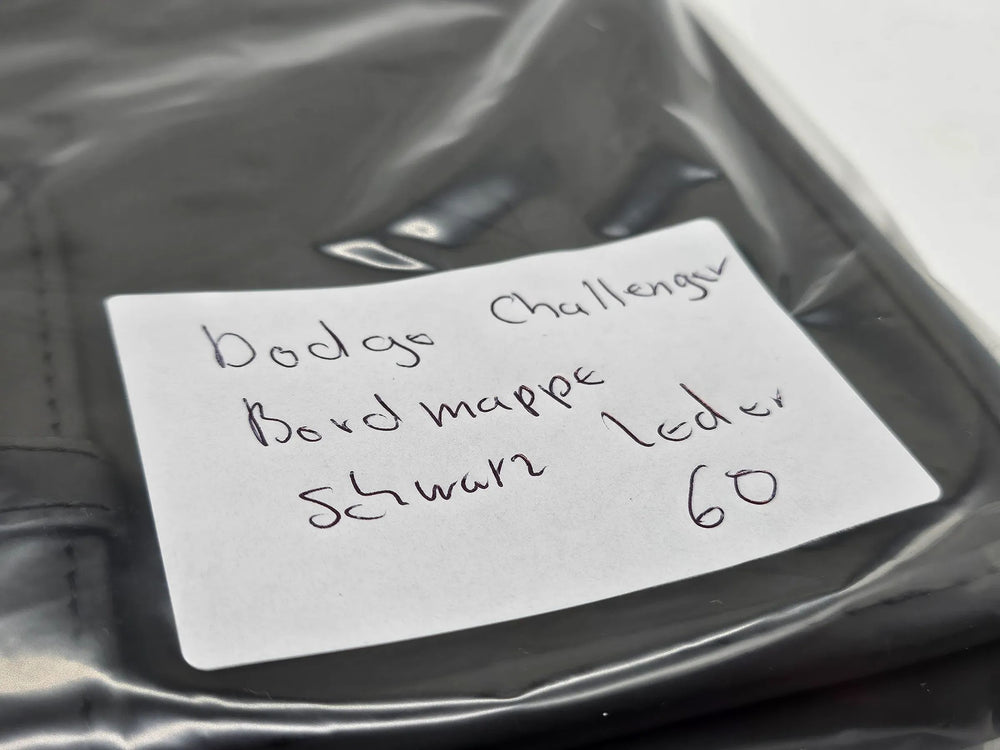 Dodge Challenger
Bordmappe
Schwarz leder
60